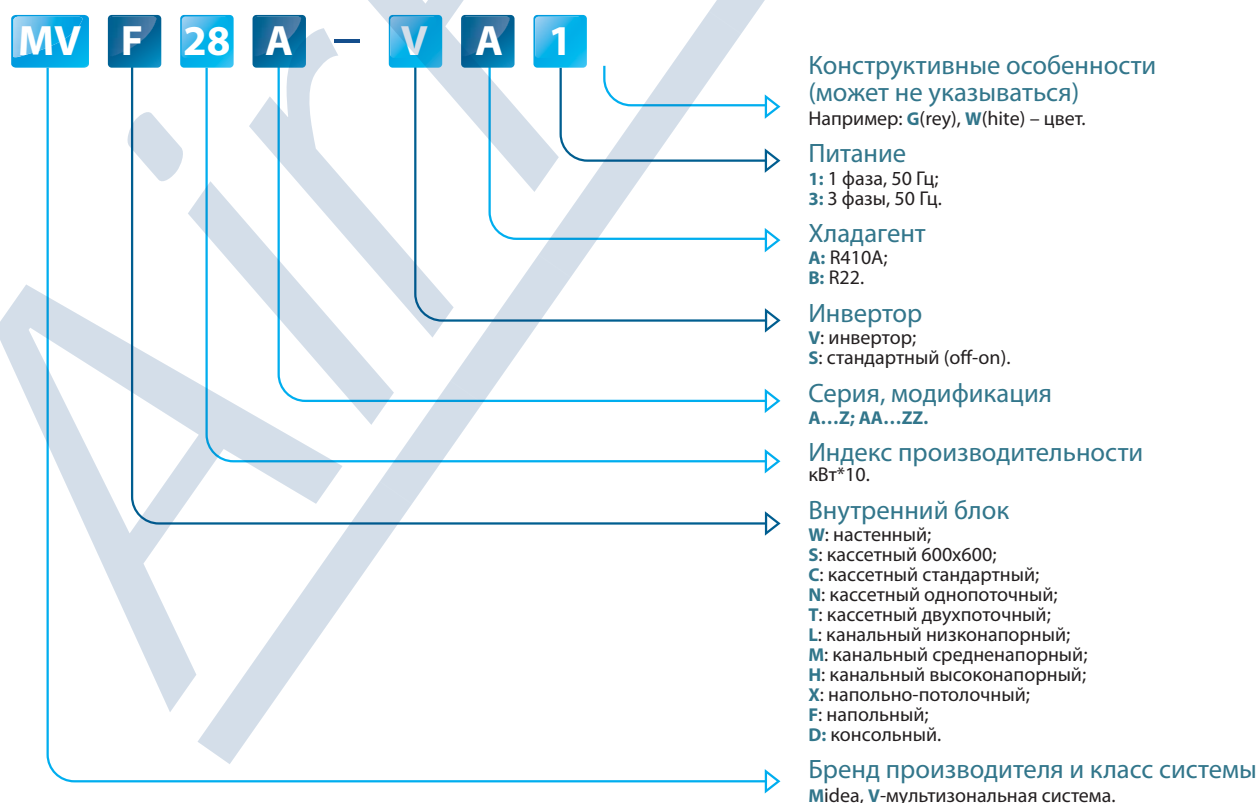 MV F 28 A – V A 1
Конструктивные особенности
(может не указываться)
Например: G(rey), W(hite) – цвет.
Питание
1: 1 фаза, 50 Гц;
3: 3 фазы, 50 Гц.
Хладагент
A: R410A;
B: R22.
Инвертор
V: инвертор;
S: стандартный (off-on).
Серия, модификация
A...Z; AA...ZZ.
Индекс производительности
кВт*10.
Внутренний блок
W: настенный;
S: кассетный 600x600;
C: кассетный стандартный;
N: кассетный однопоточный;
T: кассетный двухпоточный;
L: канальный низконапорный;
M: канальный средненапорный;
H: канальный высоконапорный;
X: напольно-потолочный;
F: напольный;
D: консольный.
Бренд производителя и класс системы
Midea, V-мультизональная система.